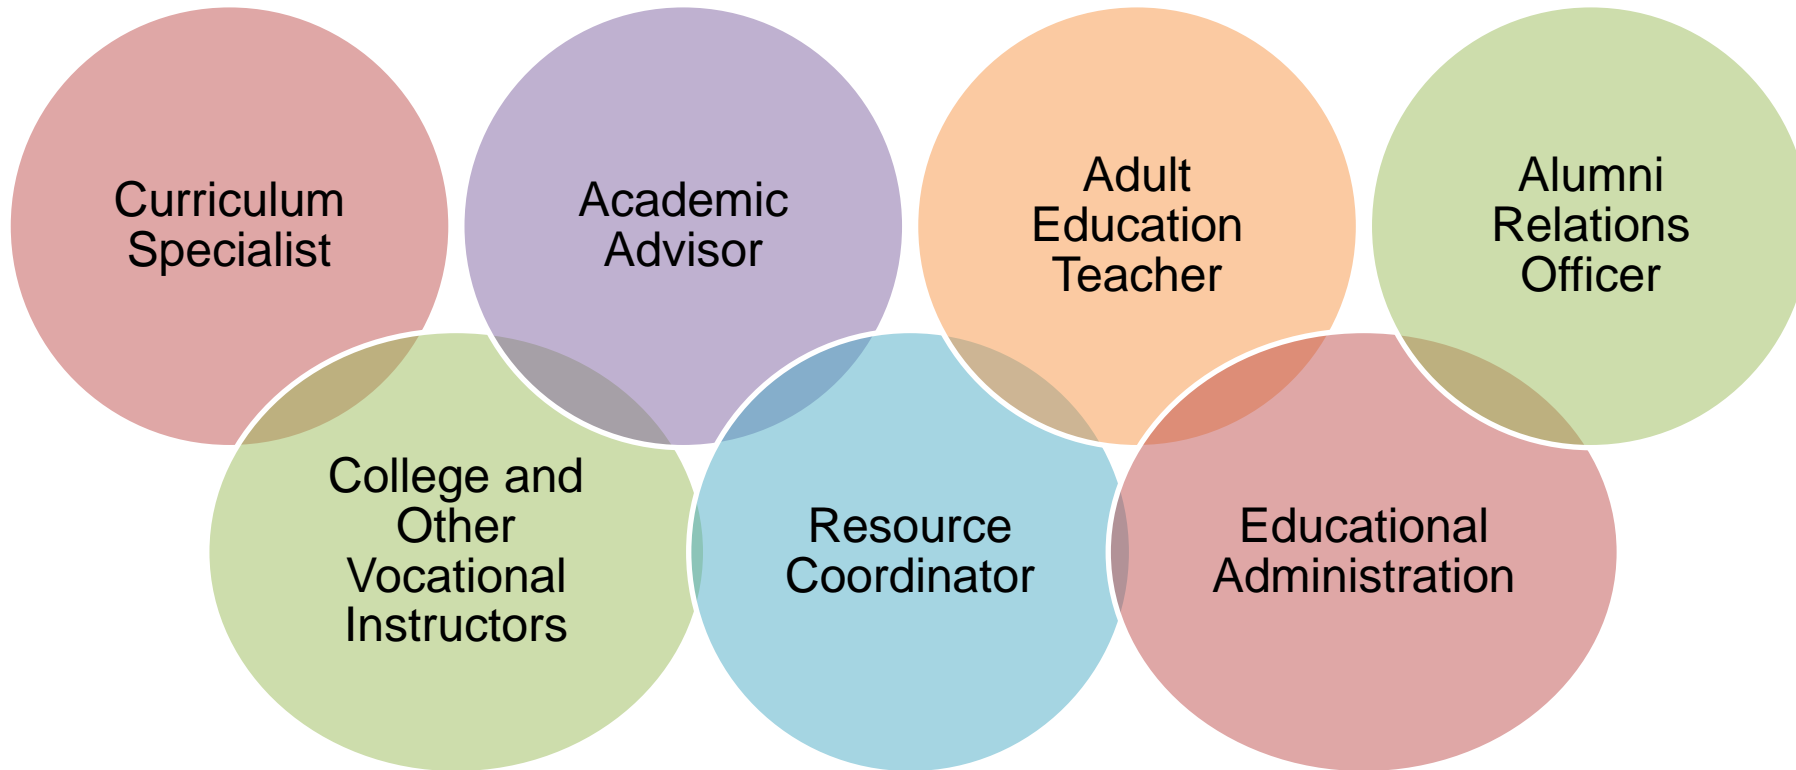 Curriculum
Specialist
Academic
Advisor
Adult
Education
Teacher
Alumni
Relations
Officer
College and
Other
Vocational
Instructors
Resource
Coordinator
Educational
Administration